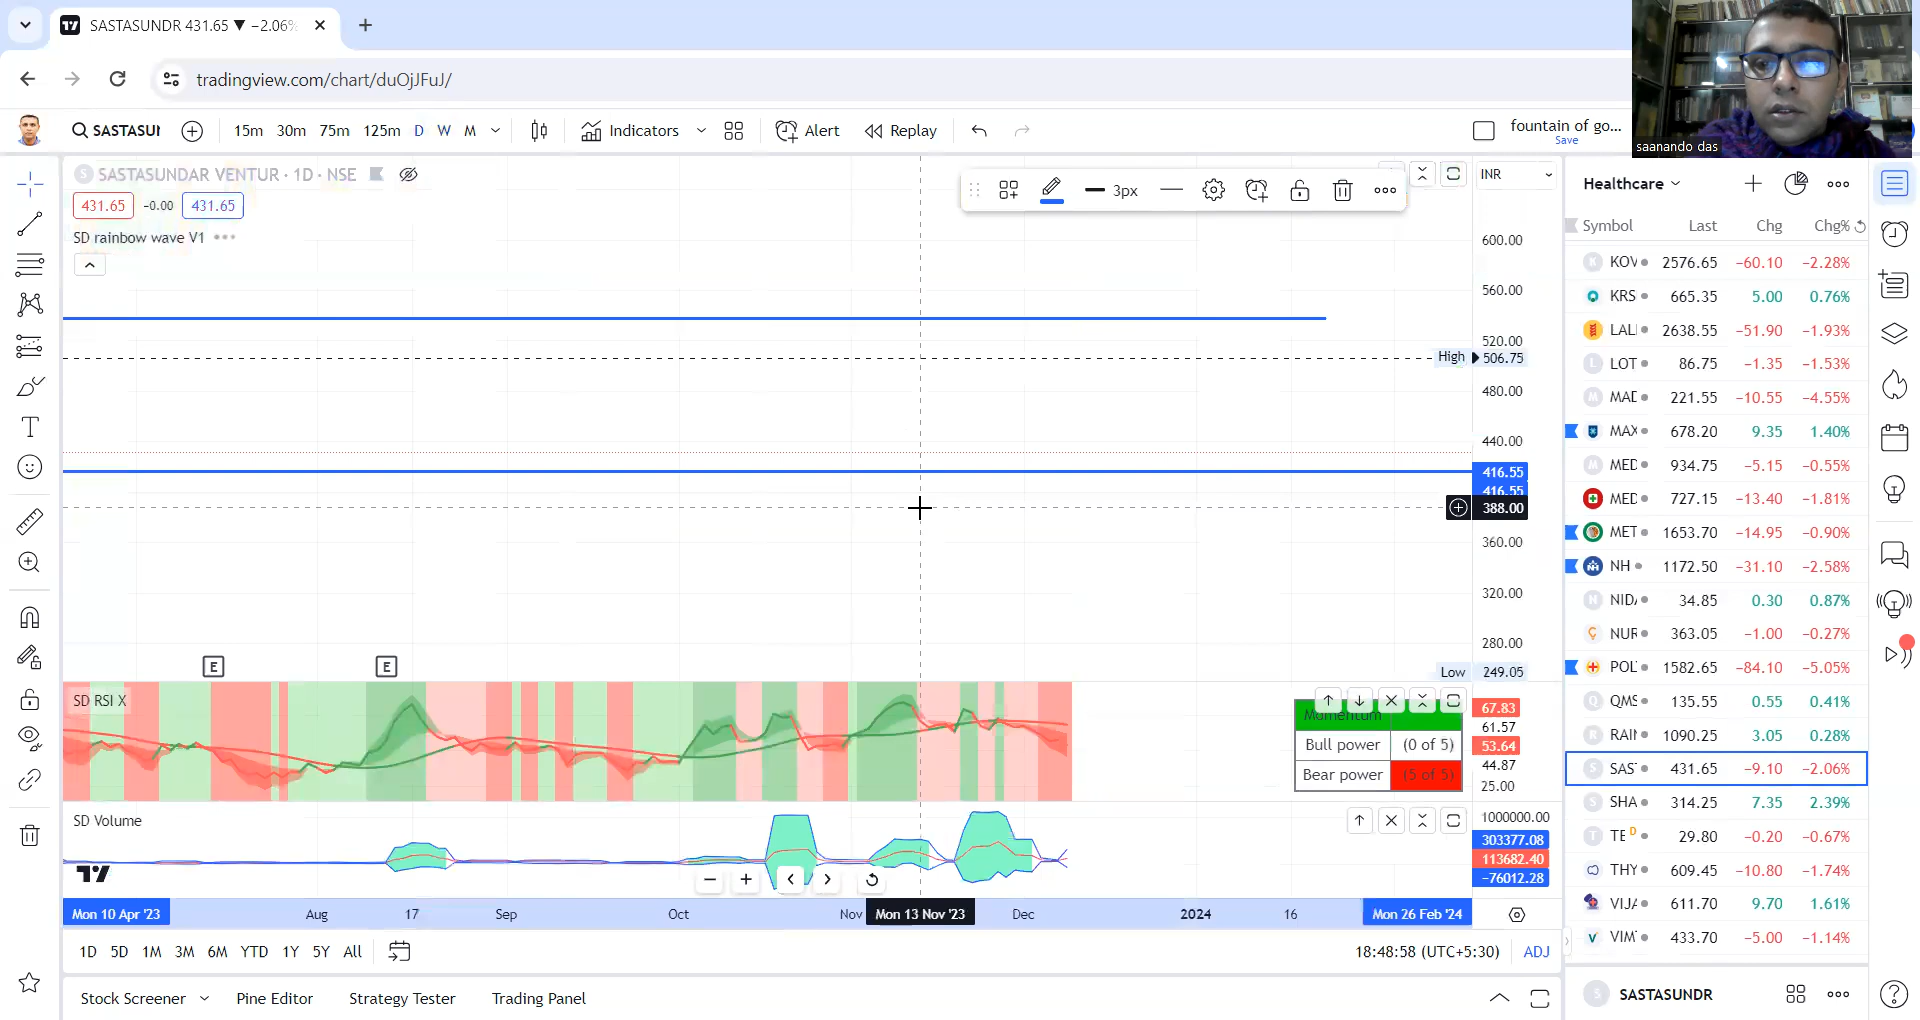 SASTASUNDR 431.65 ▼ −2.06%
tradingview.com/chart/duOjJFuJ/
SASTASUN 15m 30m 75m 125m D W M Indicators Alert Replay fountain of go...
Save
saanando das
SASTASUNDAR VENTUR · 1D · NSE
431.65 −0.00 431.65
SD rainbow wave V1
3px
INR
600.00
560.00
520.00
High 506.75
480.00
440.00
416.55
416.55
388.00
360.00
320.00
280.00
Low 249.05
E E
SD RSI X
Momentum
Bull power (0 of 5)
Bear power (5 of 5)
67.83
61.57
53.64
44.87
25.00
SD Volume
1000000.00
303377.08
113682.40
−76012.28
Mon 10 Apr '23 Aug 17 Sep Oct Nov Mon 13 Nov '23 Dec 2024 16 Mon 26 Feb '24
1D 5D 1M 3M 6M YTD 1Y 5Y All 18:48:58 (UTC+5:30) ADJ
Stock Screener Pine Editor Strategy Tester Trading Panel
Healthcare
Symbol Last Chg Chg%
KOV 2576.65 −60.10 −2.28%
KRS 665.35 5.00 0.76%
LAL 2638.55 −51.90 −1.93%
LOT 86.75 −1.35 −1.53%
MAD 221.55 −10.55 −4.55%
MAX 678.20 9.35 1.40%
MED 934.75 −5.15 −0.55%
MED 727.15 −13.40 −1.81%
MET 1653.70 −14.95 −0.90%
NH 1172.50 −31.10 −2.58%
NID 34.85 0.30 0.87%
NUR 363.05 −1.00 −0.27%
POL 1582.65 −84.10 −5.05%
QMS 135.55 0.55 0.41%
RAI 1090.25 3.05 0.28%
SAS 431.65 −9.10 −2.06%
SHA 314.25 7.35 2.39%
TE D 29.80 −0.20 −0.67%
THY 609.45 −10.80 −1.74%
VIJA 611.70 9.70 1.61%
VIM 433.70 −5.00 −1.14%
SASTASUNDR